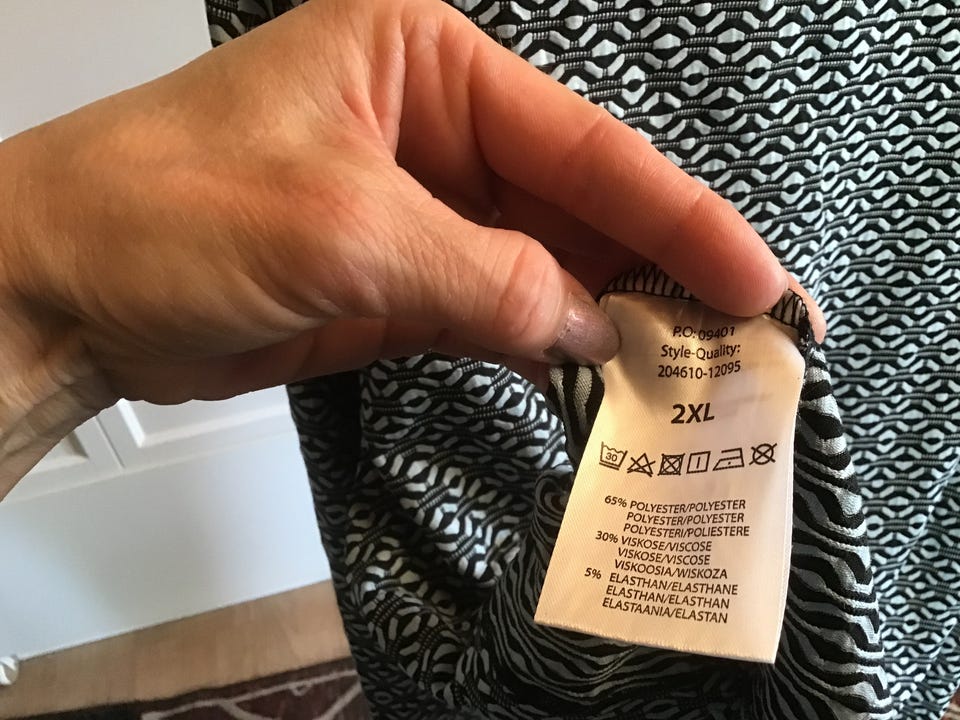 P.O: 09401
Style-Quality:
204610-12095
2XL
30
65% POLYESTER/POLYESTER
POLYESTER/POLYESTER
POLYESTERI/POLIESTERE
30% VISKOSE/VISCOSE
VISKOSE/VISCOSE
VISKOOSIA/WISKOZA
5% ELASTHAN/ELASTHANE
ELASTHAN/ELASTHAN
ELASTAANIA/ELASTAN